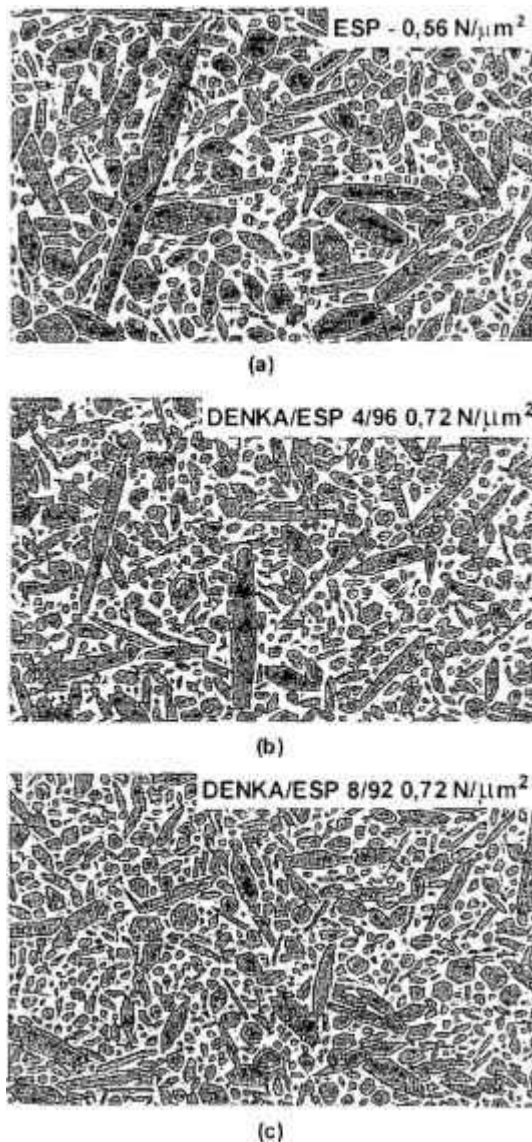 ESP - 0,56 N/μm²
(a)
DENKA/ESP 4/96 0,72 N/μm²
(b)
DENKA/ESP 8/92 0,72 N/μm²
(c)